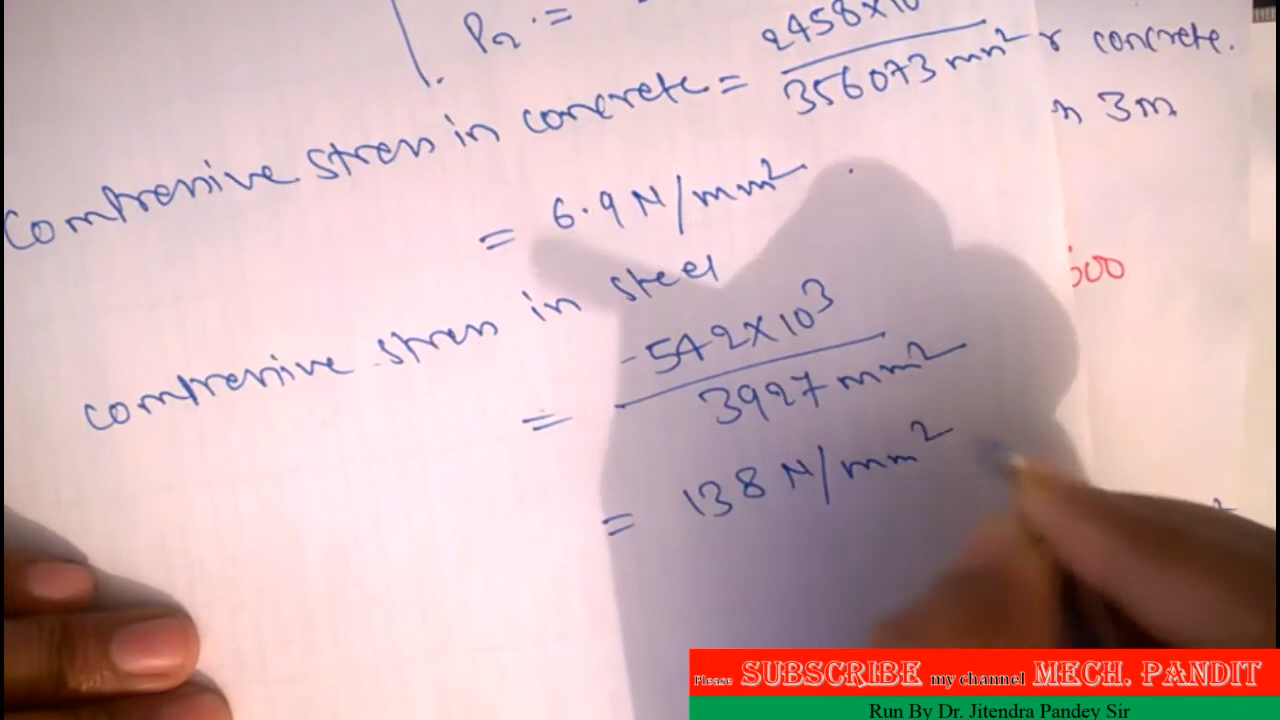 P₂ =
Compressive stress in concrete = 2458×10
356073 mm²
r concrete.
n 3m
= 6.9 N/mm²
500
compressive stress in steel
= 542×10³
3927 mm²
= 138 N/mm²
Please SUBSCRIBE my channel MECH. PANDIT
Run By Dr. Jitendra Pandey Sir